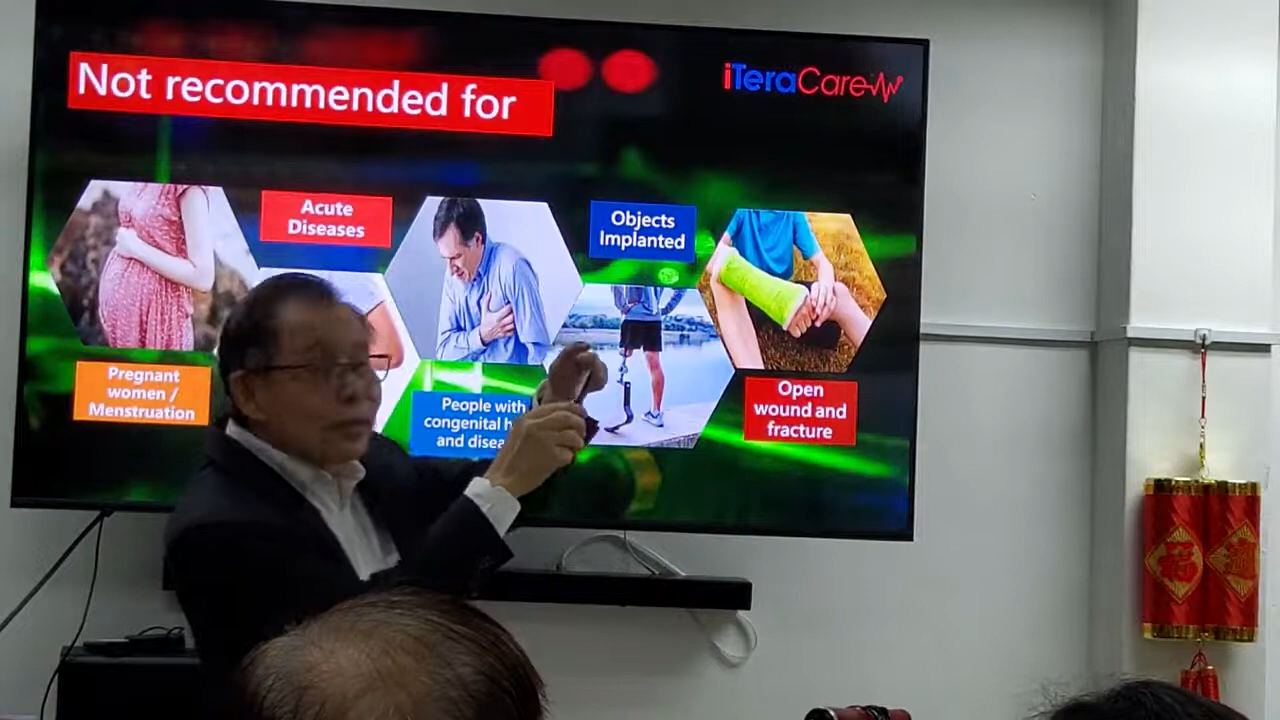 Not recommended for
iTeraCare
Acute
Diseases
Objects
Implanted
Pregnant
women /
Menstruation
People with
congenital
and
Open
wound and
fracture